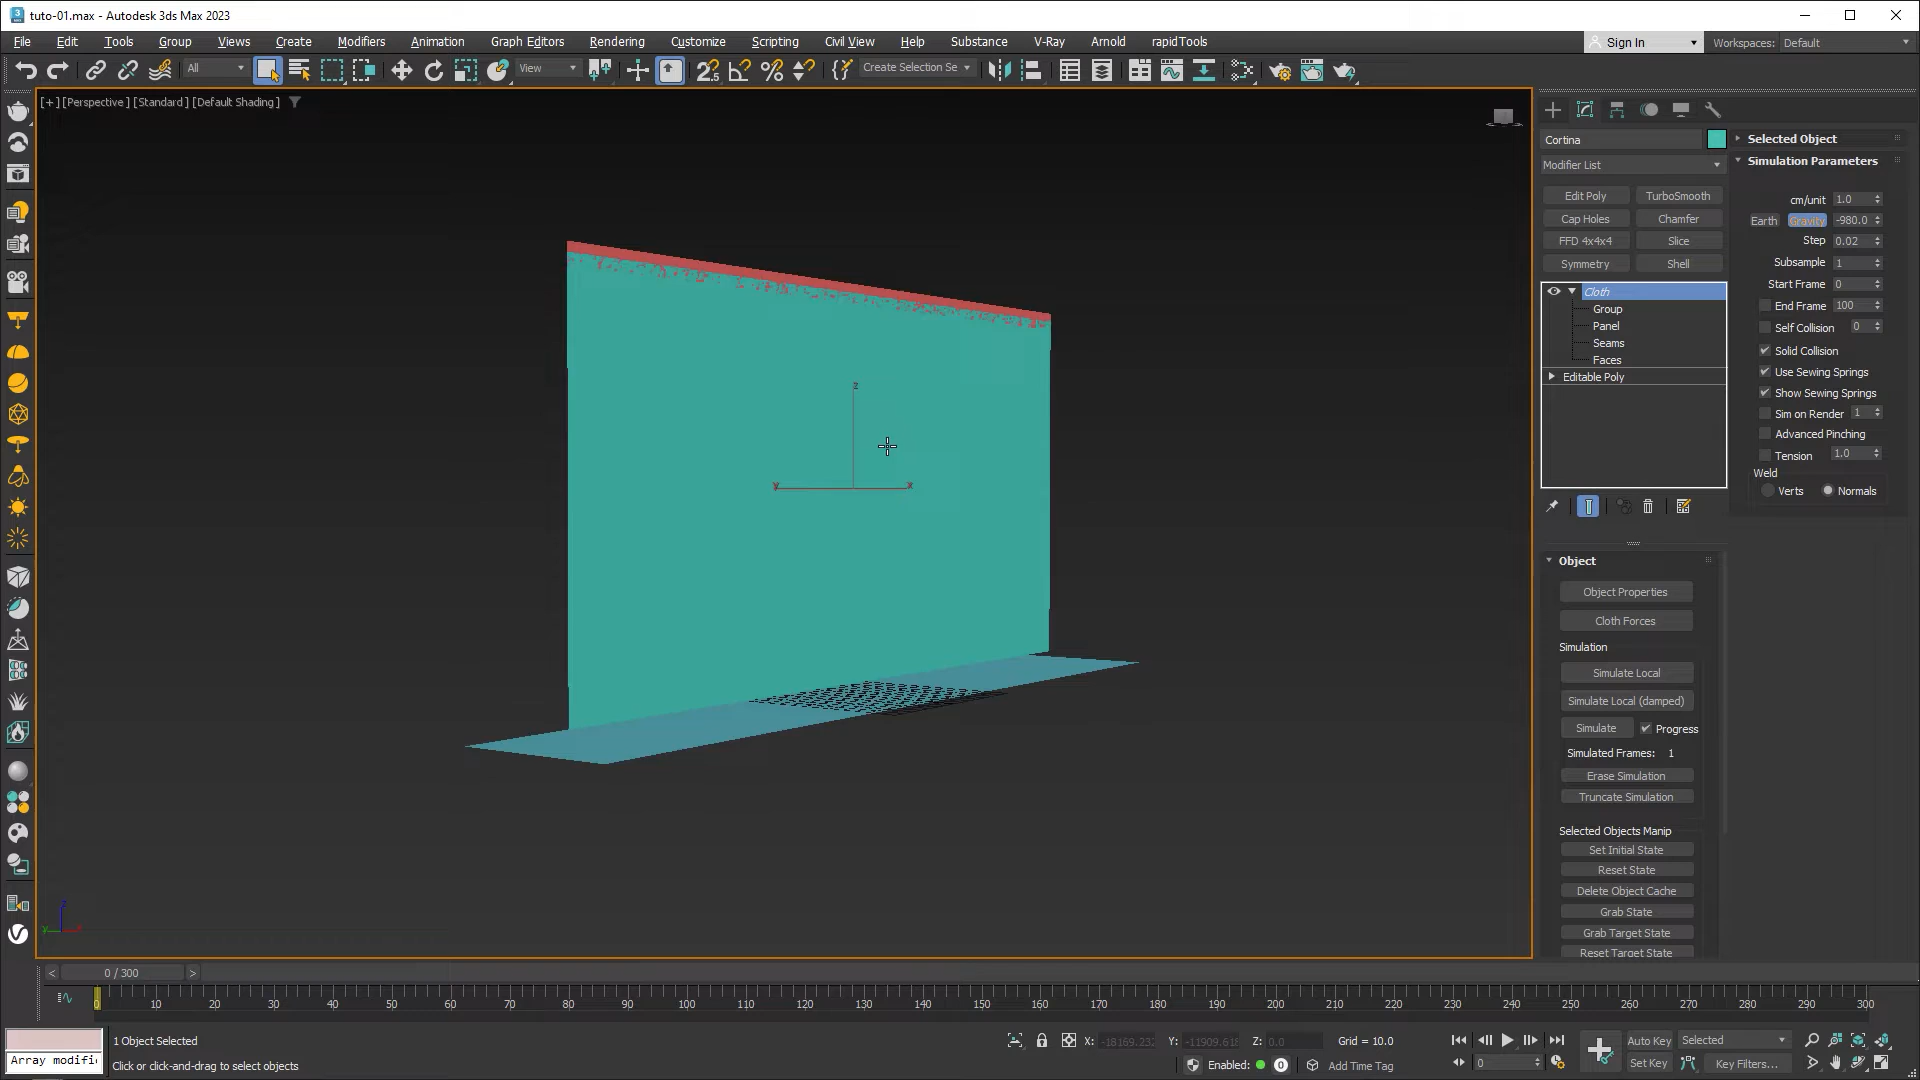 tuto-01.max - Autodesk 3ds Max 2023
File Edit Tools Group Views Create Modifiers Animation Graph Editors Rendering Customize Scripting Civil View Help Substance V-Ray Arnold rapidTools Sign In Workspaces: Default
All View Create Selection Se
[+] [Perspective] [Standard] [Default Shading]
Cortina
Modifier List
Edit Poly TurboSmooth
Cap Holes Chamfer
FFD 4x4x4 Slice
Symmetry Shell
Cloth
Group
Panel
Seams
Faces
Editable Poly
Selected Object
Simulation Parameters
cm/unit 1.0
Earth Gravity -980.0
Step 0.02
Subsample 1
Start Frame 0
End Frame 100
Self Collision 0
Solid Collision
Use Sewing Springs
Show Sewing Springs
Sim on Render 1
Advanced Pinching
Tension 1.0
Weld
Verts Normals
z
y x
Object
Object Properties
Cloth Forces
Simulation
Simulate Local
Simulate Local (damped)
Simulate Progress
Simulated Frames: 1
Erase Simulation
Truncate Simulation
Selected Objects Manip
Set Initial State
Reset State
Delete Object Cache
Grab State
Grab Target State
Reset Target State
z
y x
< 0 / 300 >
0 10 20 30 40 50 60 70 80 90 100 110 120 130 140 150 160 170 180 190 200 210 220 230 240 250 260 270 280 290 300
1 Object Selected
Array modifi
Click or click-and-drag to select objects
X: Y: Z: 0.0 Grid = 10.0
Enabled: 0 Add Time Tag
0
Auto Key Selected
Set Key Key Filters...